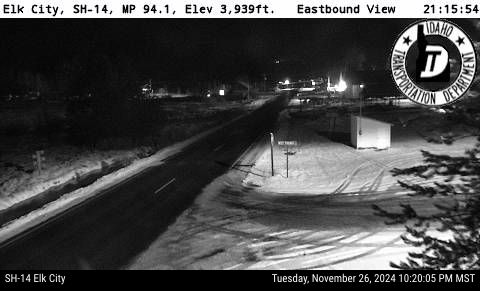 Elk City, SH-14, MP 94.1, Elev 3,939ft. Eastbound View 21:15:54
IDAHO
TRANSPORTATION DEPARTMENT
SH-14 Elk City
Tuesday, November 26, 2024 10:20:05 PM MST